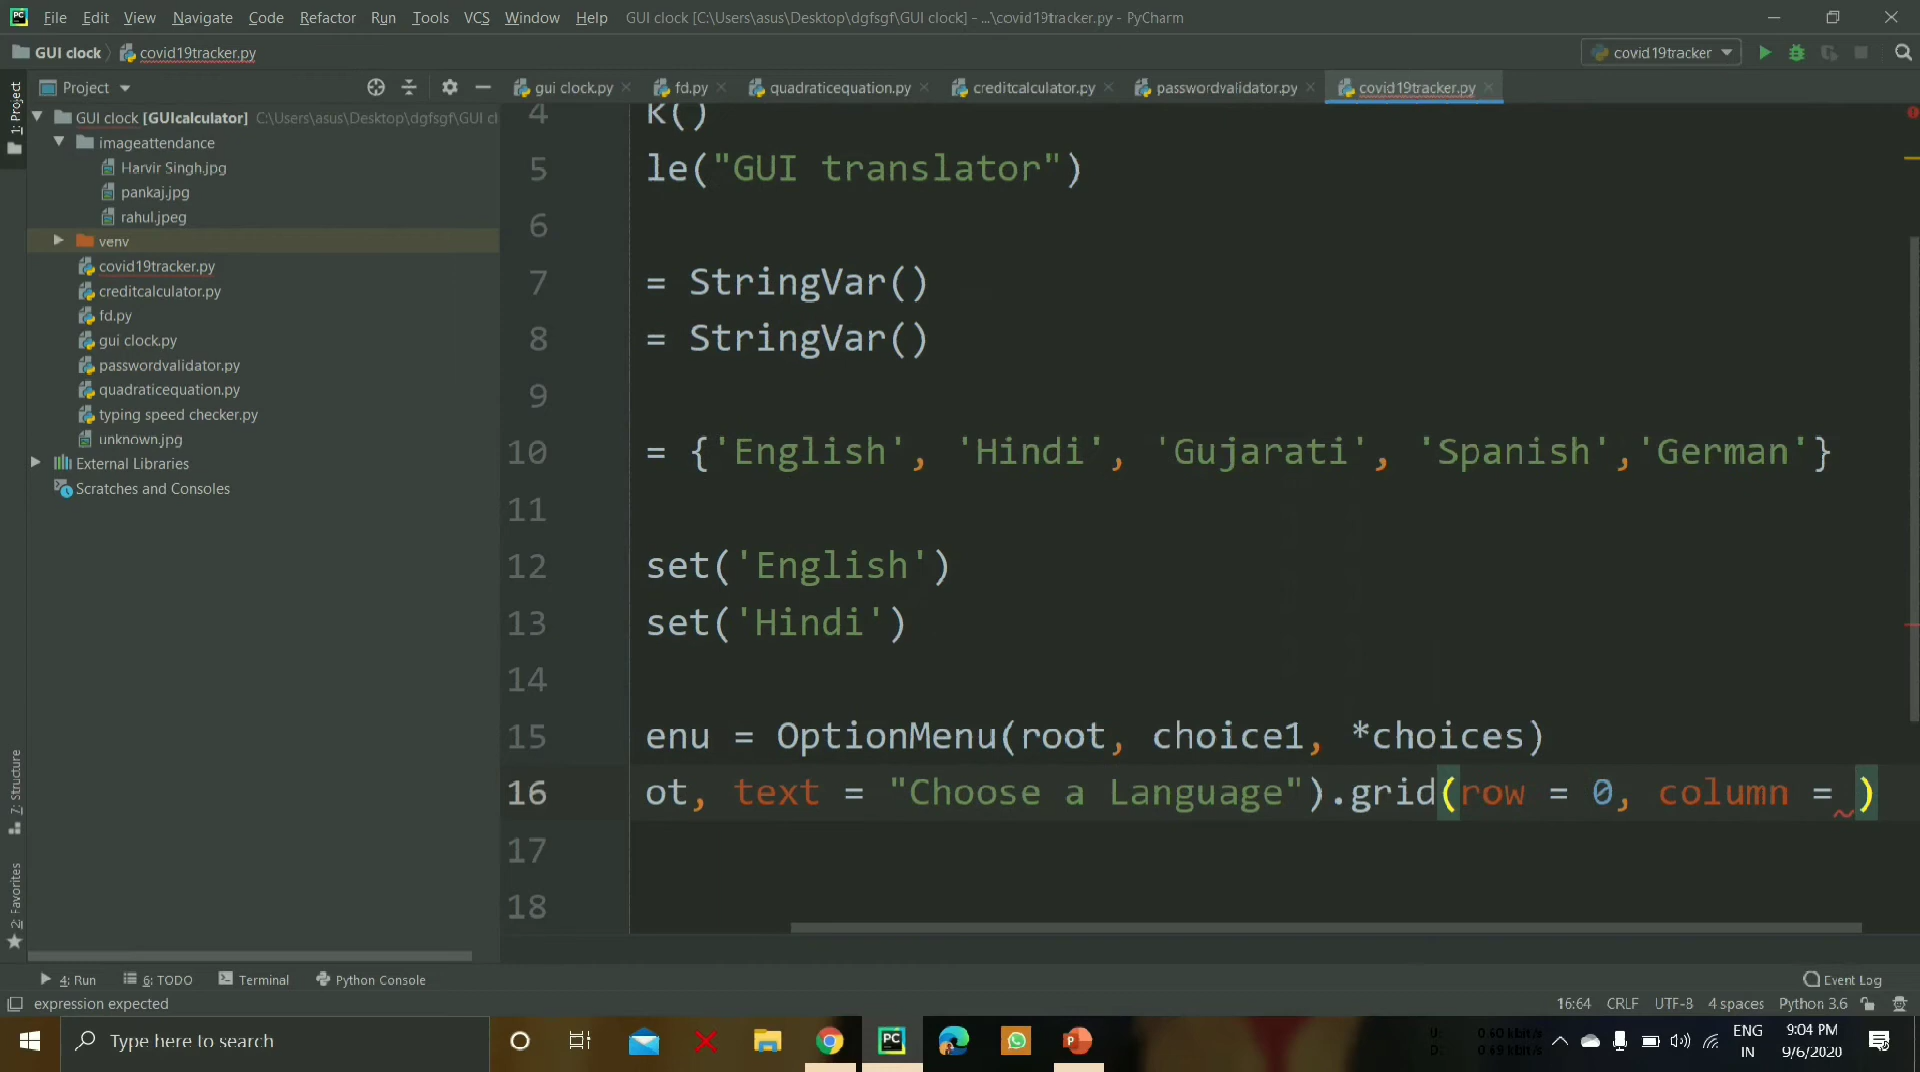 File Edit View Navigate Code Refactor Run Tools VCS Window Help GUI clock [C:\Users\asus\Desktop\dgfsgf\GUI clock] - ...\covid19tracker.py - PyCharm
GUI clock covid19tracker.py covid19tracker
1: Project
Project gui clock.py fd.py quadraticequation.py creditcalculator.py passwordvalidator.py covid19tracker.py
GUI clock [GUIcalculator] C:\Users\asus\Desktop\dgfsgf\GUI cl
imageattendance
Harvir Singh.jpg
pankaj.jpg
rahul.jpeg
venv
covid19tracker.py
creditcalculator.py
fd.py
gui clock.py
passwordvalidator.py
quadraticequation.py
typing speed checker.py
unknown.jpg
External Libraries
Scratches and Consoles
4 k()
5 le("GUI translator")
6
7 = StringVar()
8 = StringVar()
9
10 = {'English', 'Hindi', 'Gujarati', 'Spanish','German'}
11
12 set('English')
13 set('Hindi')
14
15 enu = OptionMenu(root, choice1, *choices)
16 ot, text = "Choose a Language").grid(row = 0, column = )
17
18
7: Structure
2: Favorites
4: Run 6: TODO Terminal Python Console Event Log
expression expected 16:64 CRLF UTF-8 4 spaces Python 3.6
Type here to search
U: 0.60 kbit/s
D: 0.69 kbit/s
ENG
IN
9:04 PM
9/6/2020